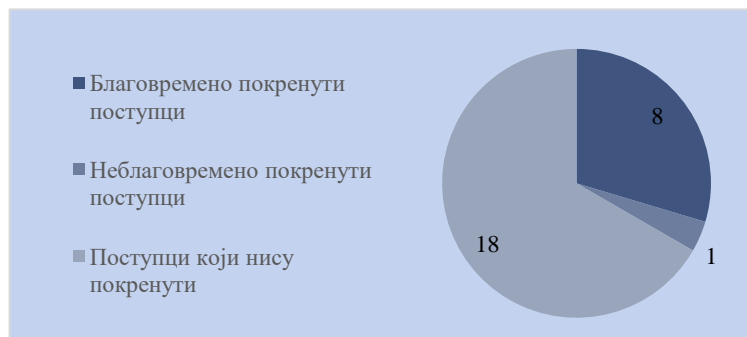 Благовремено покренути
поступци
Неблаговремено покренути
поступци
Поступци који нису
покренути
8
1
18